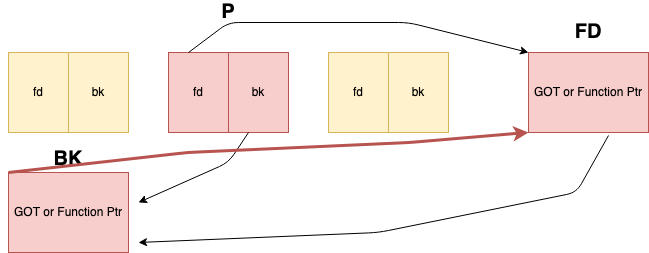 P
FD
fd bk fd bk fd bk GOT or Function Ptr
BK
GOT or Function Ptr